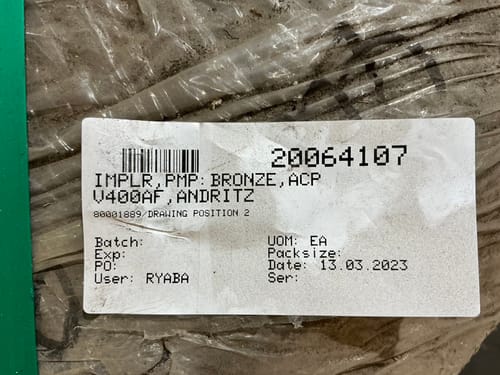 20064107
IMPLR,PMP:BRONZE,ACP
V400AF,ANDRITZ
80001889/DRAWING POSITION 2
Batch:
UOM: EA
Exp:
Packsize:
PO:
Date: 13.03.2023
User: RYABA
Ser: